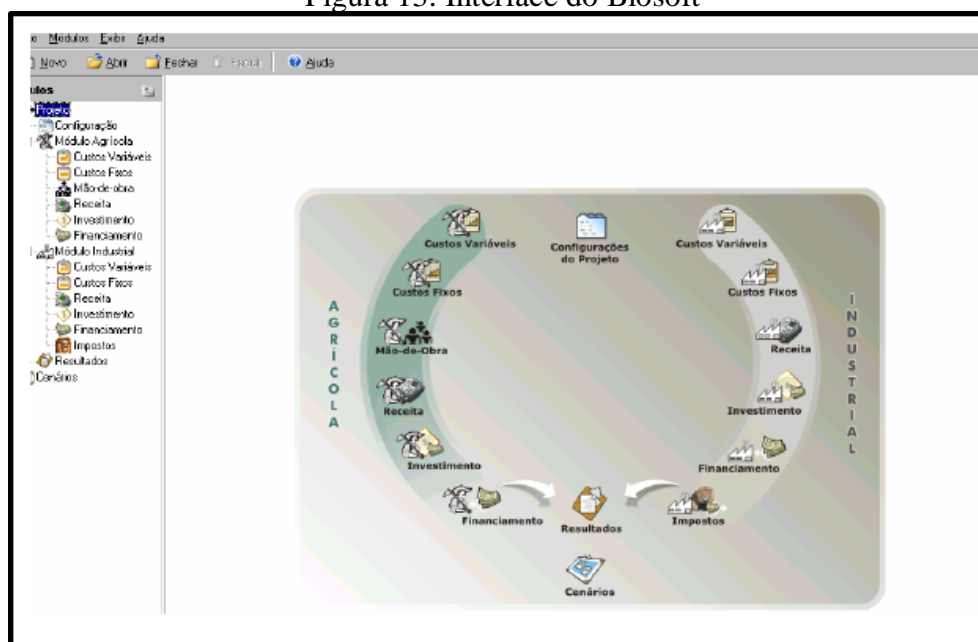 Figura 13: Interface do Biosoft
Módulos Exibir Ajuda
Novo Abrir Fechar Ajuda
Projeto
Configuração
Módulo Agrícola
Custos Variáveis
Custos Fixos
Mão-de-obra
Receita
Investimento
Financiamento
Módulo Industrial
Custos Variáveis
Custos Fixos
Receita
Investimento
Financiamento
Impostos
Resultados
Cenários
AGRÍCOLA
Custos Variáveis
Custos Fixos
Mão-de-Obra
Receita
Investimento
Financiamento
Configurações
do Projeto
Resultados
Cenários
Custos Variáveis
Custos Fixos
Receita
Investimento
Financiamento
Impostos
INDUSTRIAL